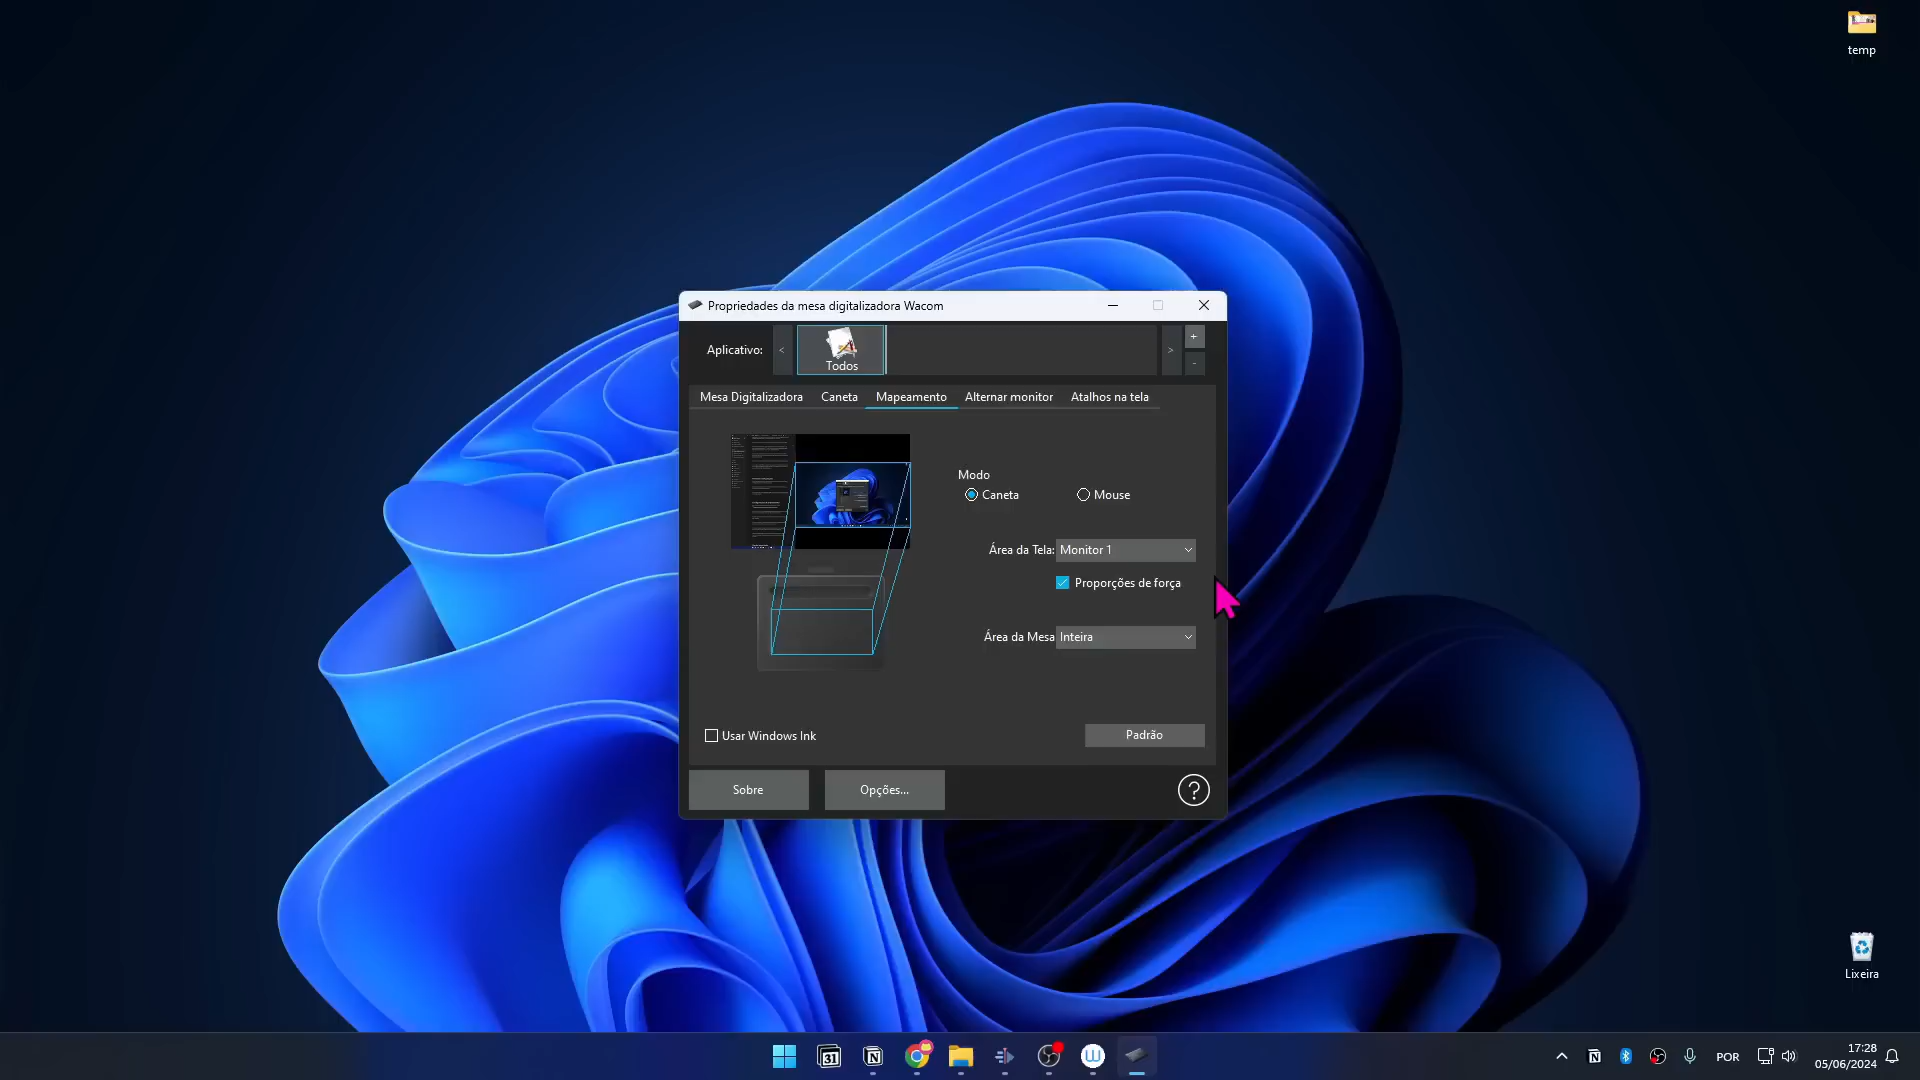 temp
Propriedades da mesa digitalizadora Wacom
Aplicativo:
<
Todos
>
+
-
Mesa Digitalizadora
Caneta
Mapeamento
Alternar monitor
Atalhos na tela
Modo
Caneta
Mouse
Área da Tela:
Monitor 1
Proporções de força
Área da Mesa
Inteira
Usar Windows Ink
Padrão
Sobre
Opções...
?
Lixeira
31
POR
17:28
05/06/2024